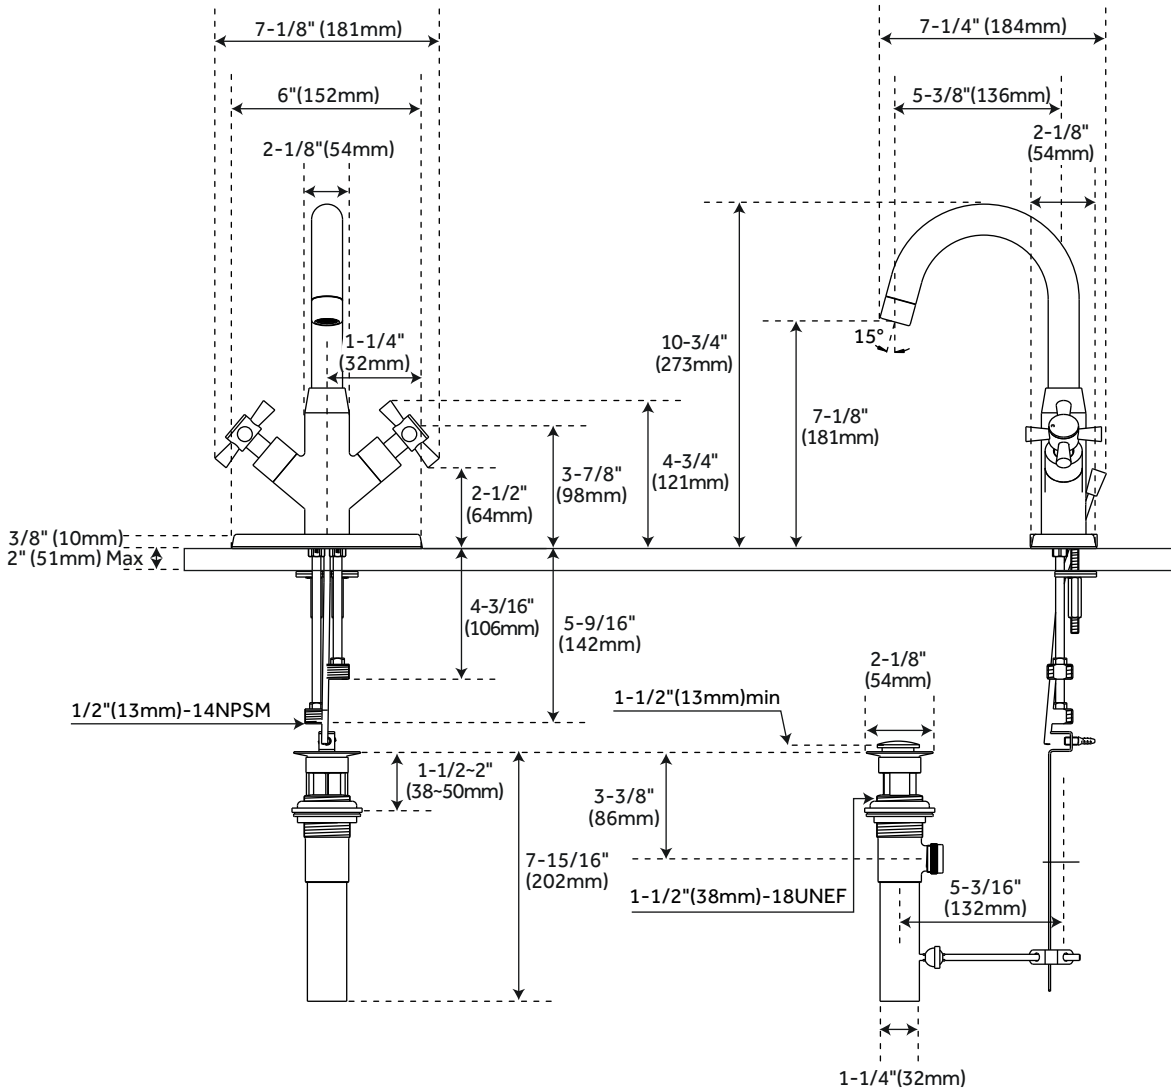 7-1/8" (181mm)
7-1/4" (184mm)
6"(152mm)
5-3/8"(136mm)
2-1/8"(54mm)
2-1/8"
(54mm)
1-1/4"
(32mm)
15°
10-3/4"
(273mm)
7-1/8"
(181mm)
4-3/4"
(121mm)
3-7/8"
(98mm)
2-1/2"
(64mm)
3/8" (10mm)
2" (51mm) Max
4-3/16"
(106mm)
5-9/16"
(142mm)
2-1/8"
(54mm)
1-1/2"(13mm)min
1/2"(13mm)-14NPSM
1-1/2~2"
(38~50mm)
3-3/8"
(86mm)
7-15/16"
(202mm)
1-1/2"(38mm)-18UNEF
5-3/16"
(132mm)
1-1/4"(32mm)